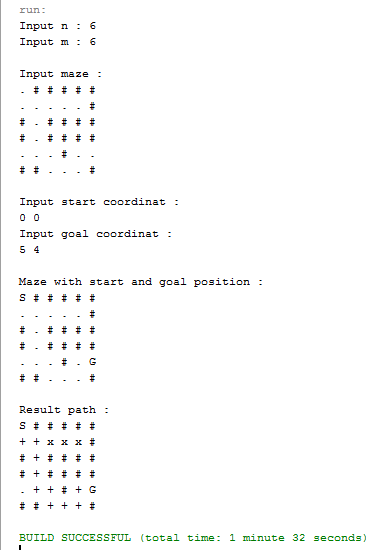 run:
Input n : 6
Input m : 6
Input maze :
. # # # # #
. . . . . #
# . # # # #
# . # # # #
. . . # . .
# # . . . #
Input start coordinat :
0 0
Input goal coordinat :
5 4
Maze with start and goal position :
S # # # # #
. . . . . #
# . # # # #
# . # # # #
. . . # . G
# # . . . #
Result path :
S # # # # #
+ + x x x #
# + # # # #
# + # # # #
. + + # + G
# # + + + #
BUILD SUCCESSFUL (total time: 1 minute 32 seconds)